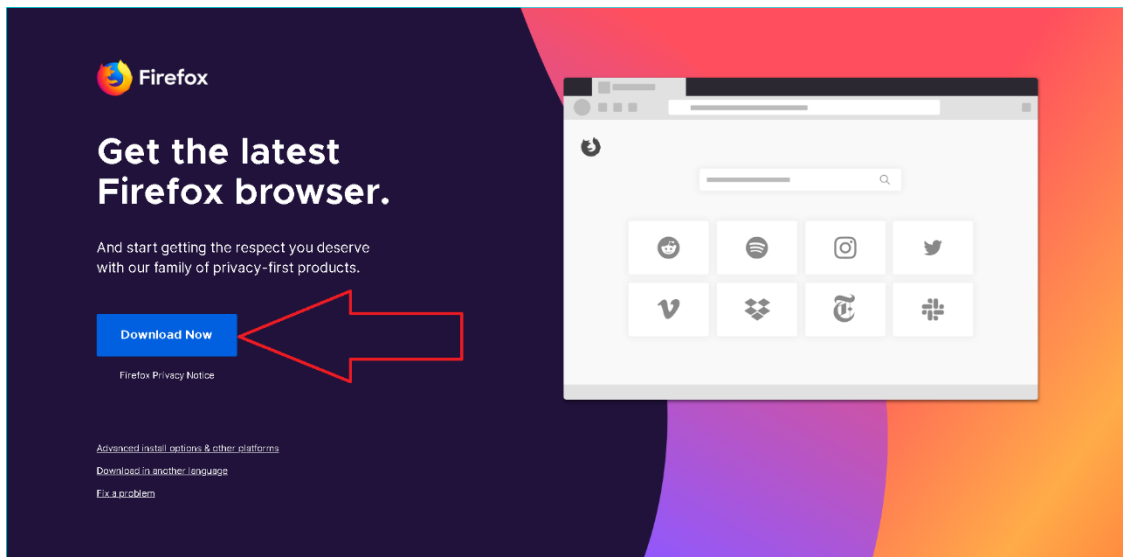 Firefox
Get the latest
Firefox browser.
And start getting the respect you deserve
with our family of privacy-first products.
Download Now
Firefox Privacy Notice
Advanced install options & other platforms
Download in another language
Fix a problem